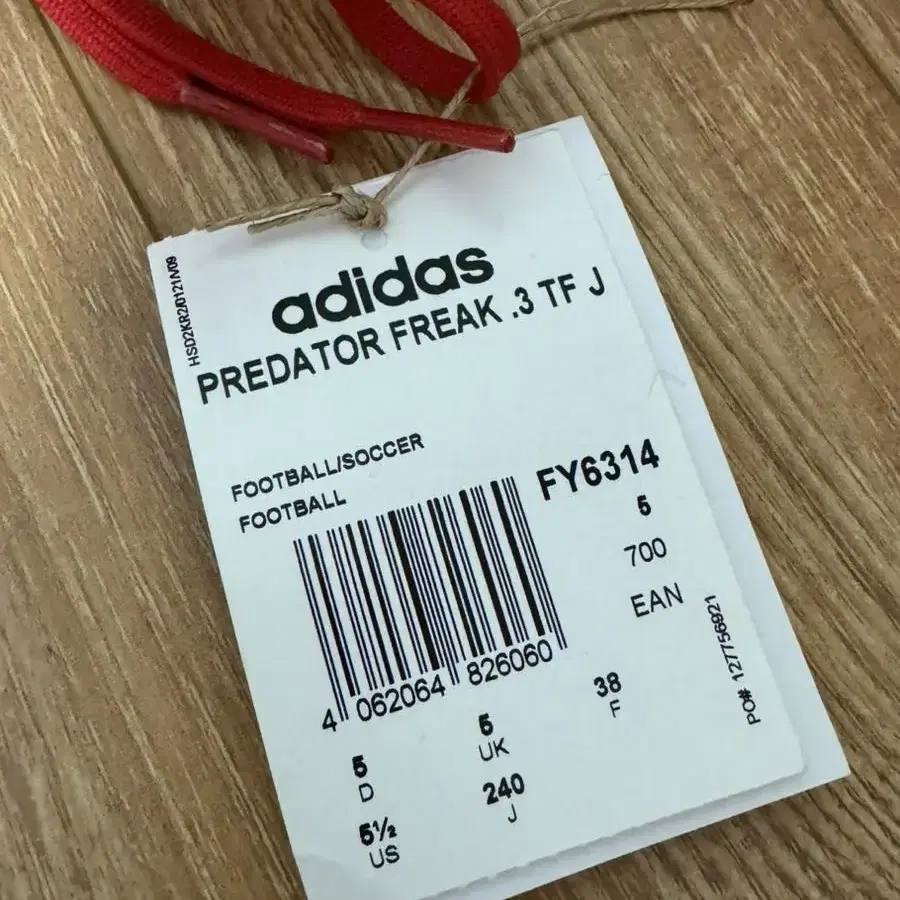 HSD2KR2/0121/V09
adidas
PREDATOR FREAK .3 TF J
FOOTBALL/SOCCER
FOOTBALL
FY6314
5
700
EAN
4 062064 826060
PO# 127756821
5
D
5
UK
38
F
5½
US
240
J